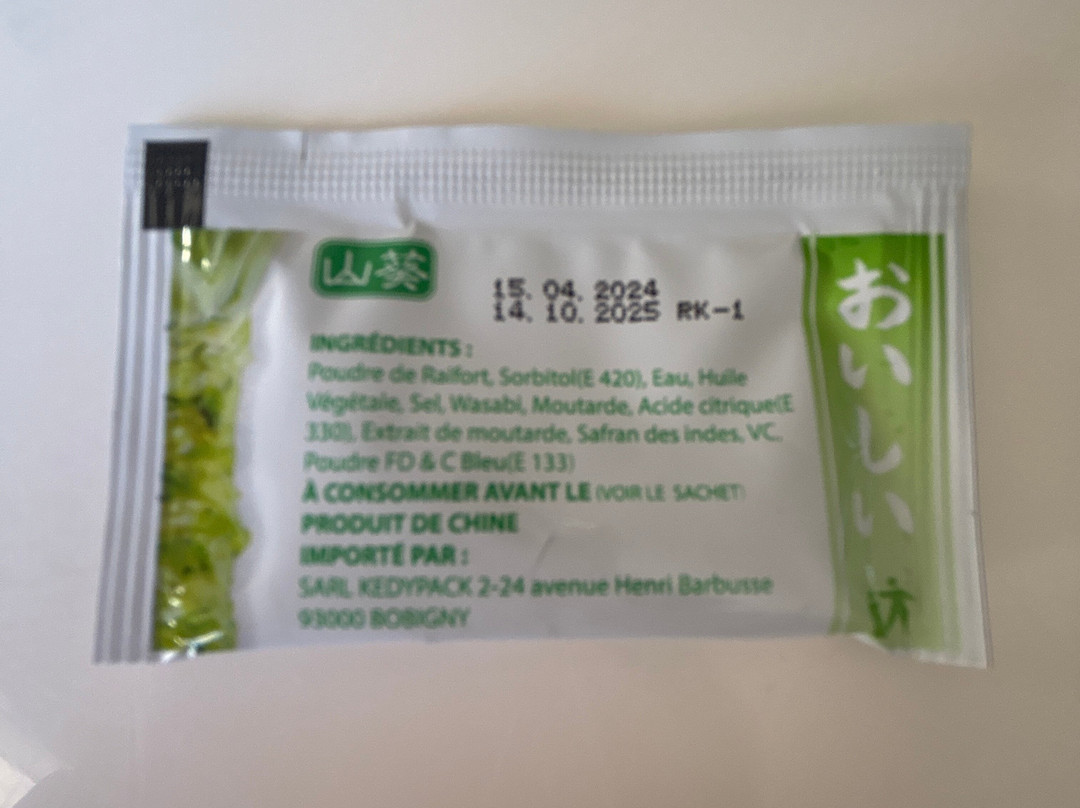 山葵
15. 04. 2024
14. 10. 2025 RK-1
INGRÉDIENTS :
Poudre de Raifort, Sorbitol(E 420), Eau, Huile
Végétale, Sel, Wasabi, Moutarde, Acide citrique(E
330), Extrait de moutarde, Safran des indes, VC,
Poudre FD & C Bleu(E 133)
À CONSOMMER AVANT LE (VOIR LE SACHET)
PRODUIT DE CHINE
IMPORTÉ PAR :
SARL KEDYPACK 2-24 avenue Henri Barbusse
93000 BOBIGNY
おいしい